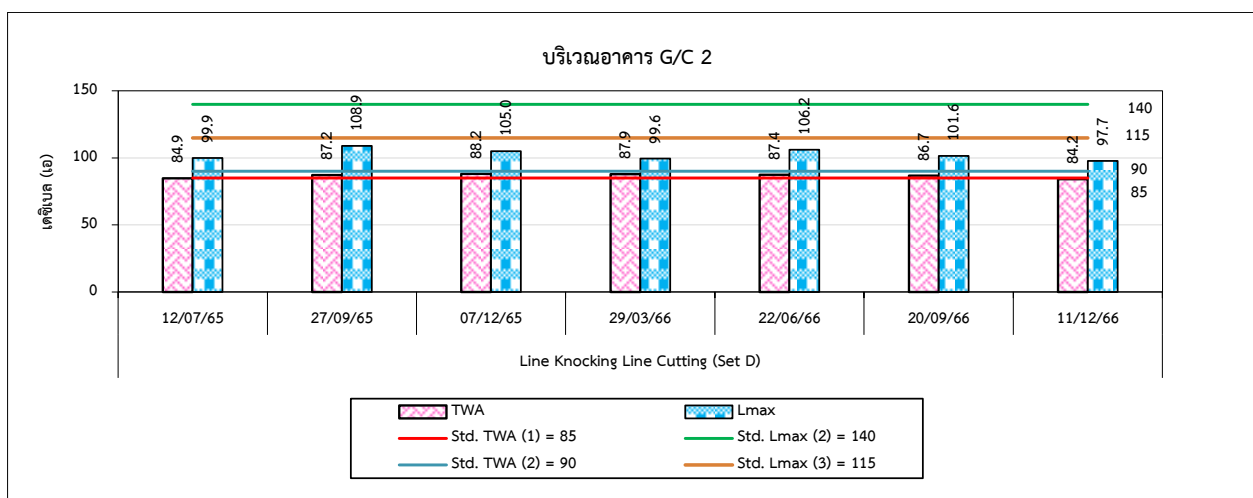 บริเวณอาคาร G/C 2
เดซิเบล (เอ)
150
100
50
0
84.9 99.9 87.2 108.9 88.2 105.0 87.9 99.6 87.4 106.2 86.7 101.6 84.2 97.7
140
115
90
85
12/07/65 27/09/65 07/12/65 29/03/66 22/06/66 20/09/66 11/12/66
Line Knocking Line Cutting (Set D)
TWA Lmax
Std. TWA (1) = 85 Std. Lmax (2) = 140
Std. TWA (2) = 90 Std. Lmax (3) = 115